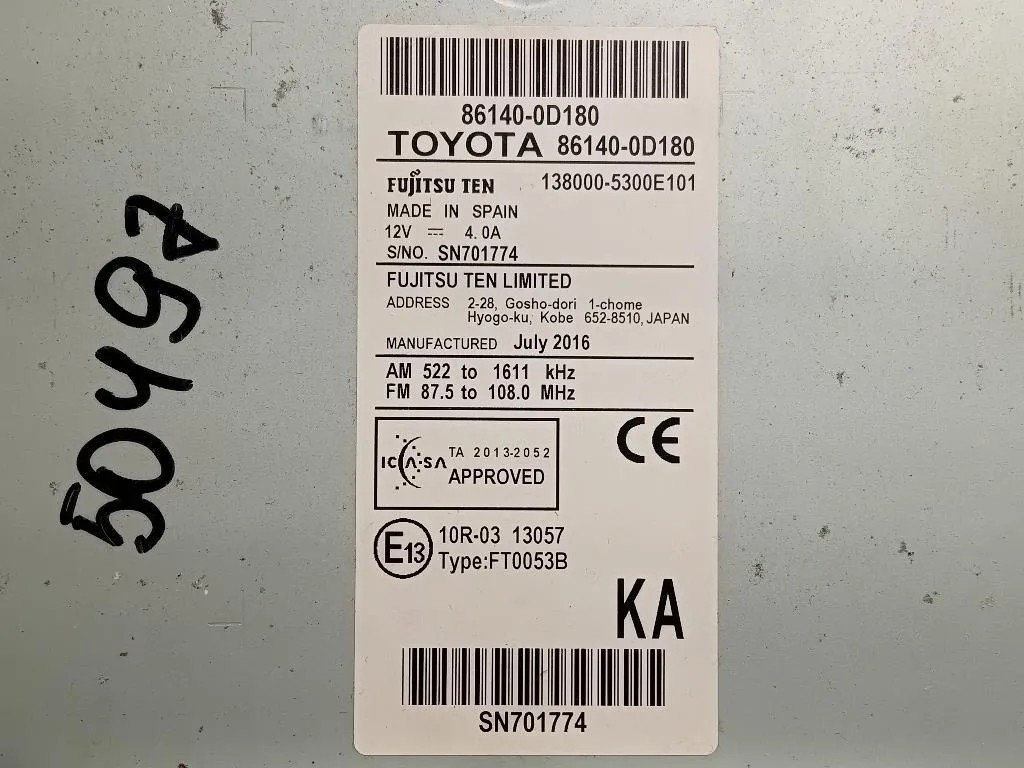 86140-0D180
TOYOTA 86140-0D180
FUJITSU TEN 138000-5300E101
MADE IN SPAIN
12V ⎓ 4.0A
S/NO. SN701774
FUJITSU TEN LIMITED
ADDRESS 2-28, Gosho-dori 1-chome
Hyogo-ku, Kobe 652-8510, JAPAN
MANUFACTURED July 2016
AM 522 to 1611 kHz
FM 87.5 to 108.0 MHz
ICASA TA 2013-2052
APPROVED
CE
E13 10R-03 13057
Type:FT0053B
KA
SN701774